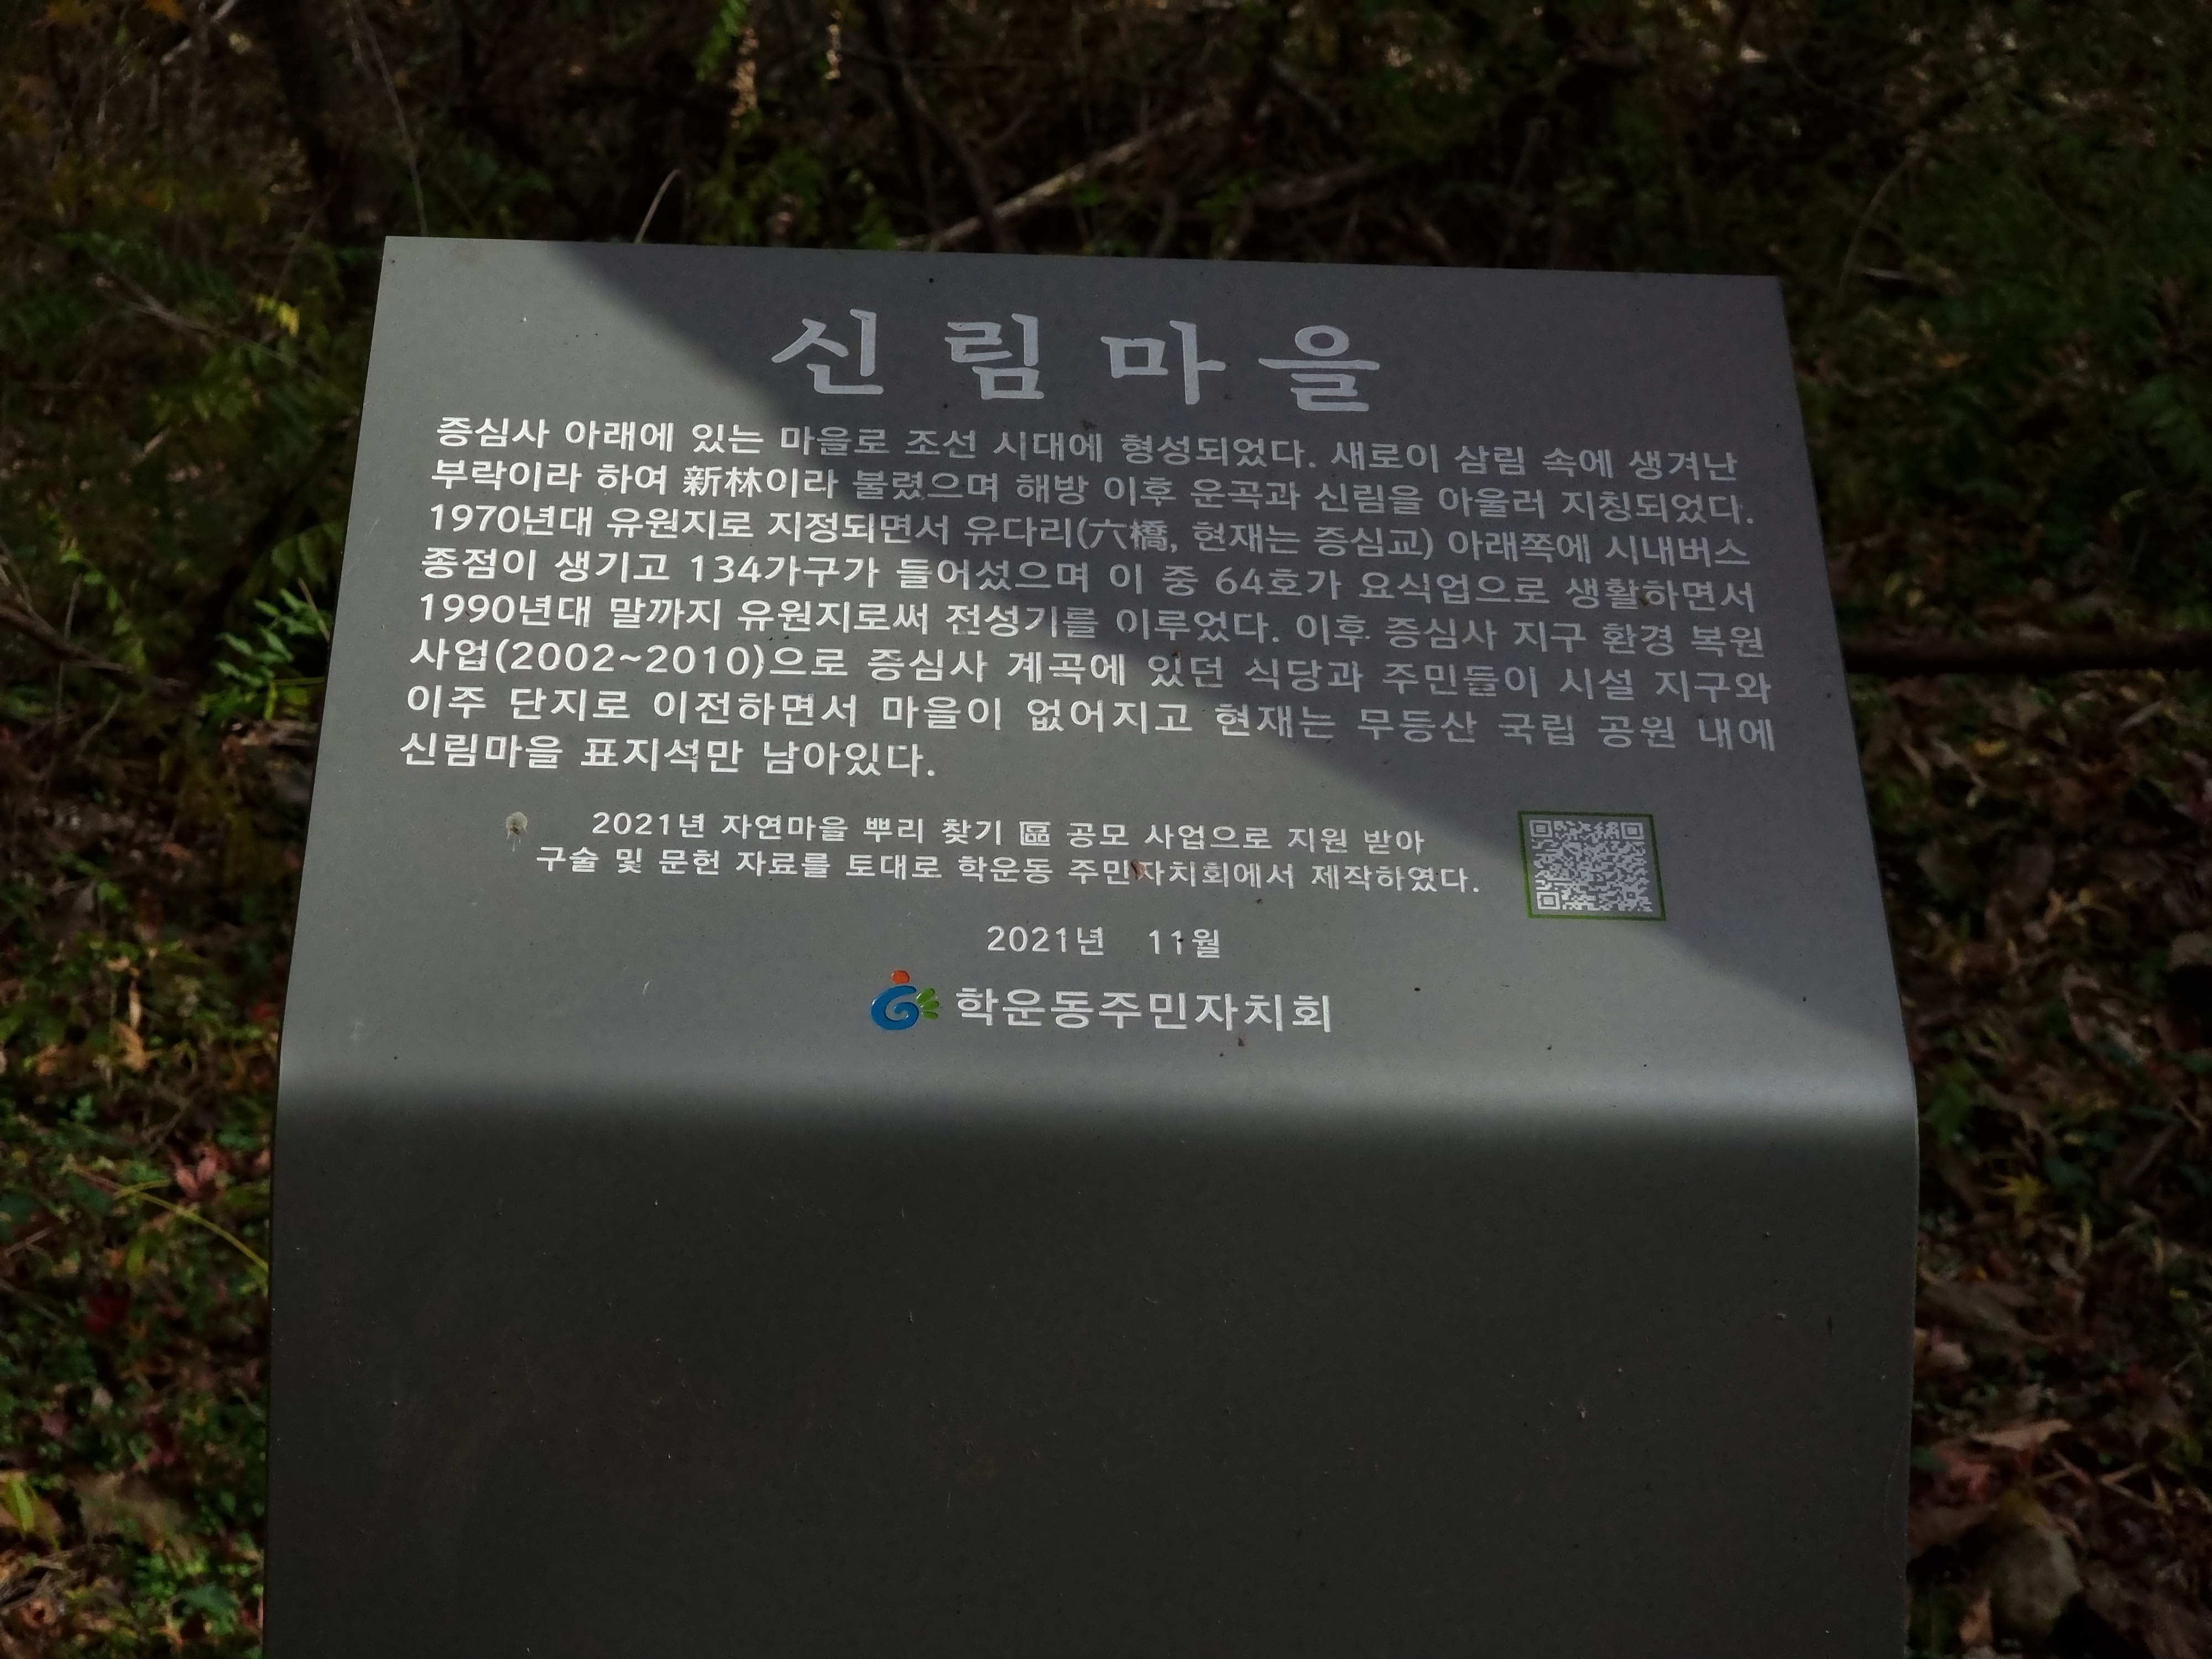 신림마을
증심사 아래에 있는 마을로 조선 시대에 형성되었다. 새로이 삼림 속에 생겨난
부락이라 하여 新林이라 불렸으며 해방 이후 운곡과 신림을 아울러 지칭되었다.
1970년대 유원지로 지정되면서 유다리(六橋, 현재는 증심교) 아래쪽에 시내버스
종점이 생기고 134가구가 들어섰으며 이 중 64호가 요식업으로 생활하면서
1990년대 말까지 유원지로써 전성기를 이루었다. 이후 증심사 지구 환경 복원
사업(2002~2010)으로 증심사 계곡에 있던 식당과 주민들이 시설 지구와
이주 단지로 이전하면서 마을이 없어지고 현재는 무등산 국립 공원 내에
신림마을 표지석만 남아있다.
2021년 자연마을 뿌리 찾기 區 공모 사업으로 지원 받아
구술 및 문헌 자료를 토대로 학운동 주민자치회에서 제작하였다.
2021년 11월
학운동주민자치회